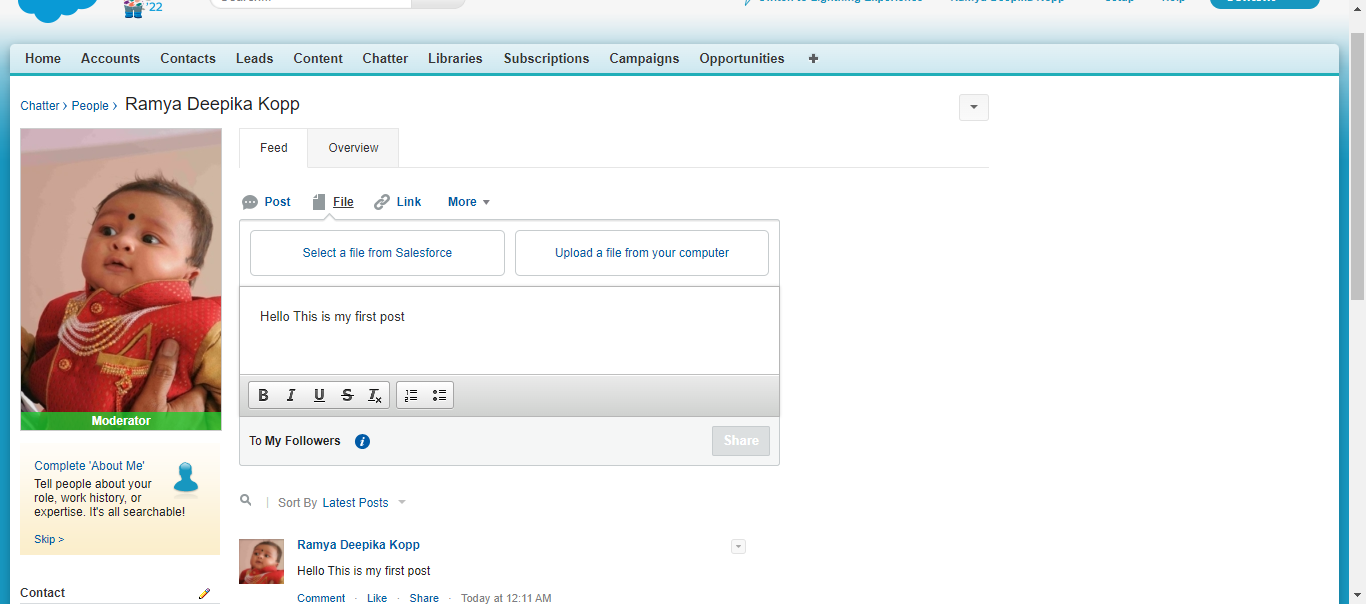 '22
Home Accounts Contacts Leads Content Chatter Libraries Subscriptions Campaigns Opportunities +
Chatter › People › Ramya Deepika Kopp
Feed Overview
Post File Link More
Select a file from Salesforce Upload a file from your computer
Hello This is my first post
B I U S Tx
To My Followers i Share
Moderator
Complete 'About Me'
Tell people about your
role, work history, or
expertise. It's all searchable!
Skip >
Contact
Sort By Latest Posts
Ramya Deepika Kopp
Hello This is my first post
Comment · Like · Share · Today at 12:11 AM